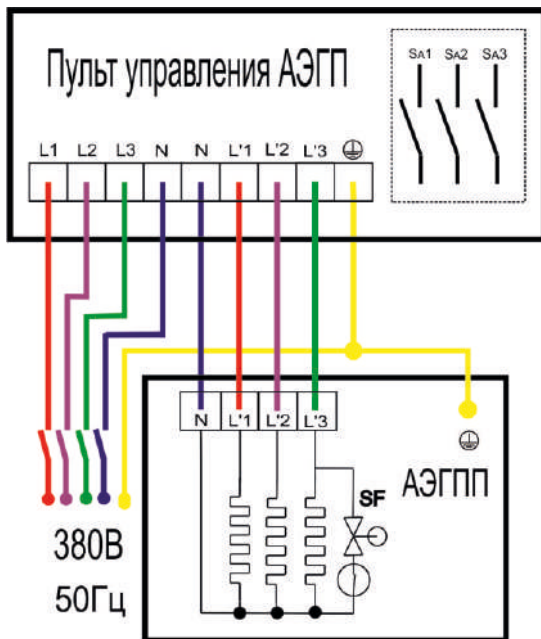 Пульт управления АЭГП
SA1 SA2 SA3
L1 L2 L3 N N L'1 L'2 L'3
N L'1 L'2 L'3
АЭГПП
SF
380В
50Гц